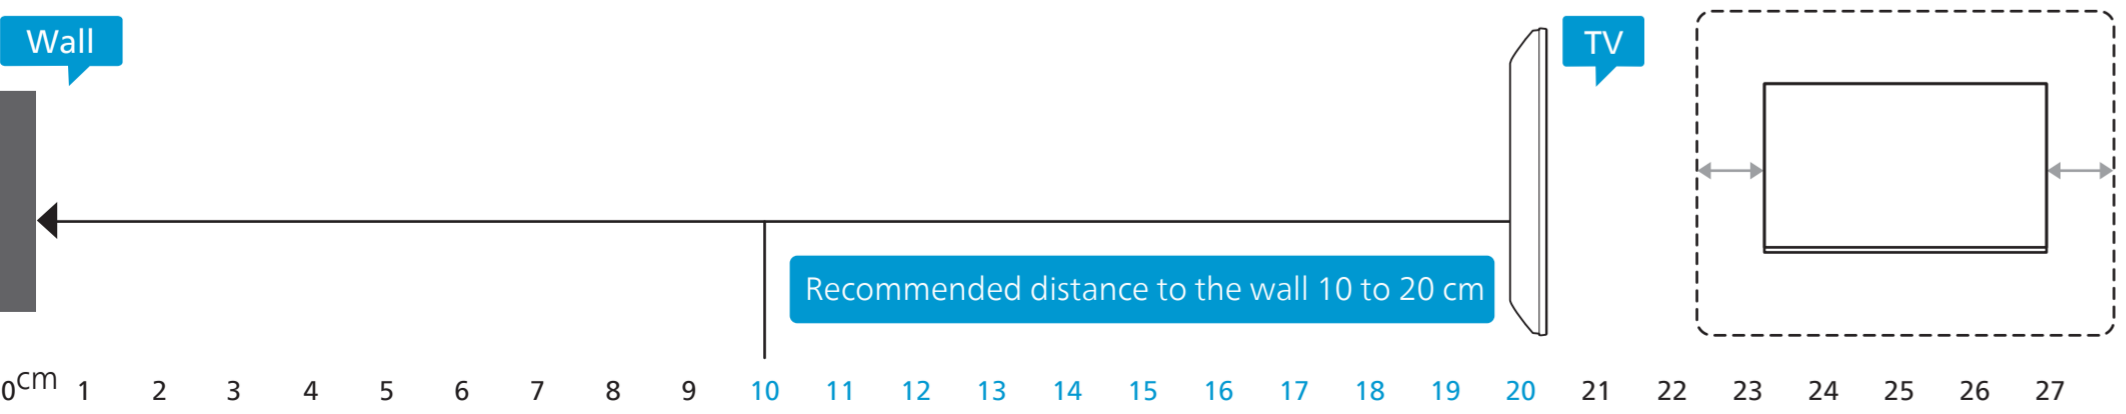 Wall
TV
Recommended distance to the wall 10 to 20 cm
0cm 1 2 3 4 5 6 7 8 9 10 11 12 13 14 15 16 17 18 19 20 21 22 23 24 25 26 27